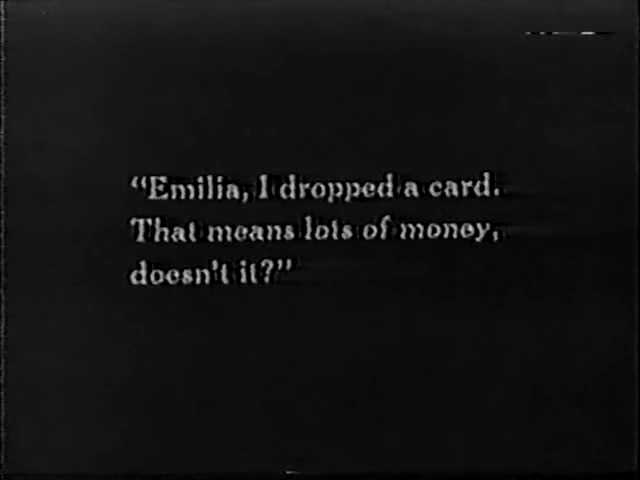 “Emilia, I dropped a card.
That means lots of money,
doesn't it?”